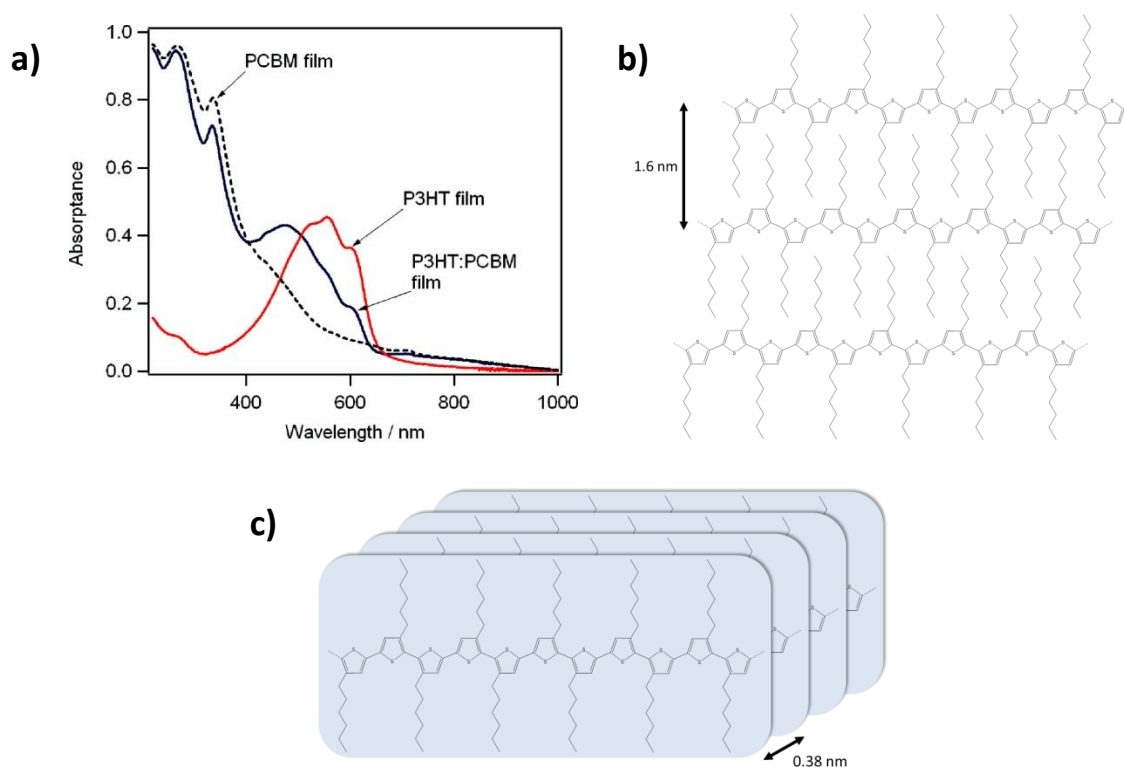 a)
1.0
0.8
0.6
0.4
0.2
0.0
Absorptance
PCBM film
P3HT film
P3HT:PCBM
film
400
600
800
1000
Wavelength / nm
b)
1.6 nm
c)
0.38 nm